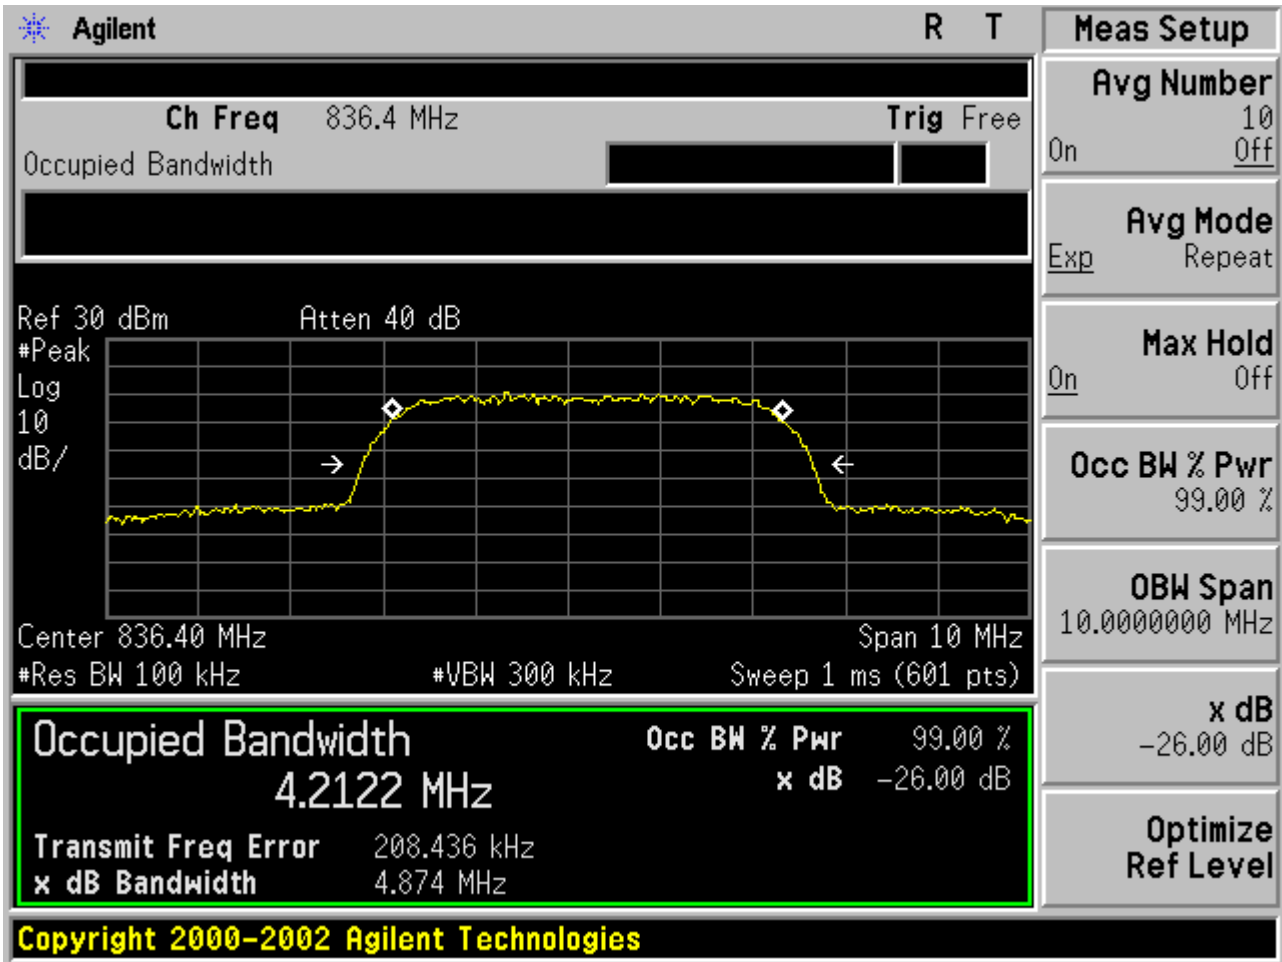 Agilent R T
Ch Freq 836.4 MHz Trig Free
Occupied Bandwidth
Ref 30 dBm Atten 40 dB
#Peak
Log
10
dB/
Center 836.40 MHz Span 10 MHz
#Res BW 100 kHz #VBW 300 kHz Sweep 1 ms (601 pts)
Occupied Bandwidth Occ BW % Pwr 99.00 %
4.2122 MHz x dB -26.00 dB
Transmit Freq Error 208.436 kHz
x dB Bandwidth 4.874 MHz
Copyright 2000-2002 Agilent Technologies
Meas Setup
Avg Number
10
On Off
Avg Mode
Exp Repeat
Max Hold
On Off
Occ BW % Pwr
99.00 %
OBW Span
10.0000000 MHz
x dB
-26.00 dB
Optimize
Ref Level